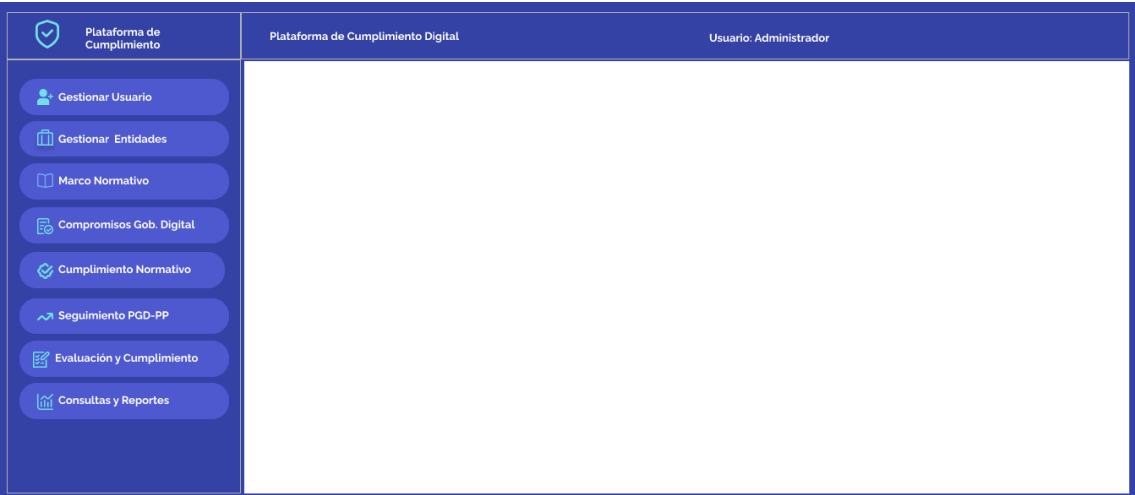 Plataforma de
Cumplimiento
Plataforma de Cumplimiento Digital
Usuario: Administrador
Gestionar Usuario
Gestionar Entidades
Marco Normativo
Compromisos Gob. Digital
Cumplimiento Normativo
Seguimiento PGD-PP
Evaluación y Cumplimiento
Consultas y Reportes